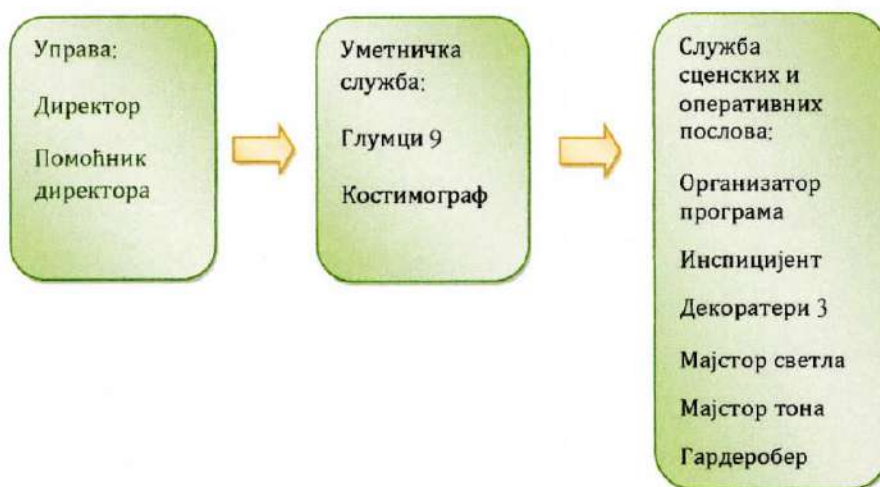 Управа:
Директор
Помоћник
директора
Уметничка
служба:
Глумци 9
Костимограф
Служба
сценских и
оперативних
послова:
Организатор
програма
Инспицијент
Декоратери 3
Мајстор светла
Мајстор тона
Гардеробер